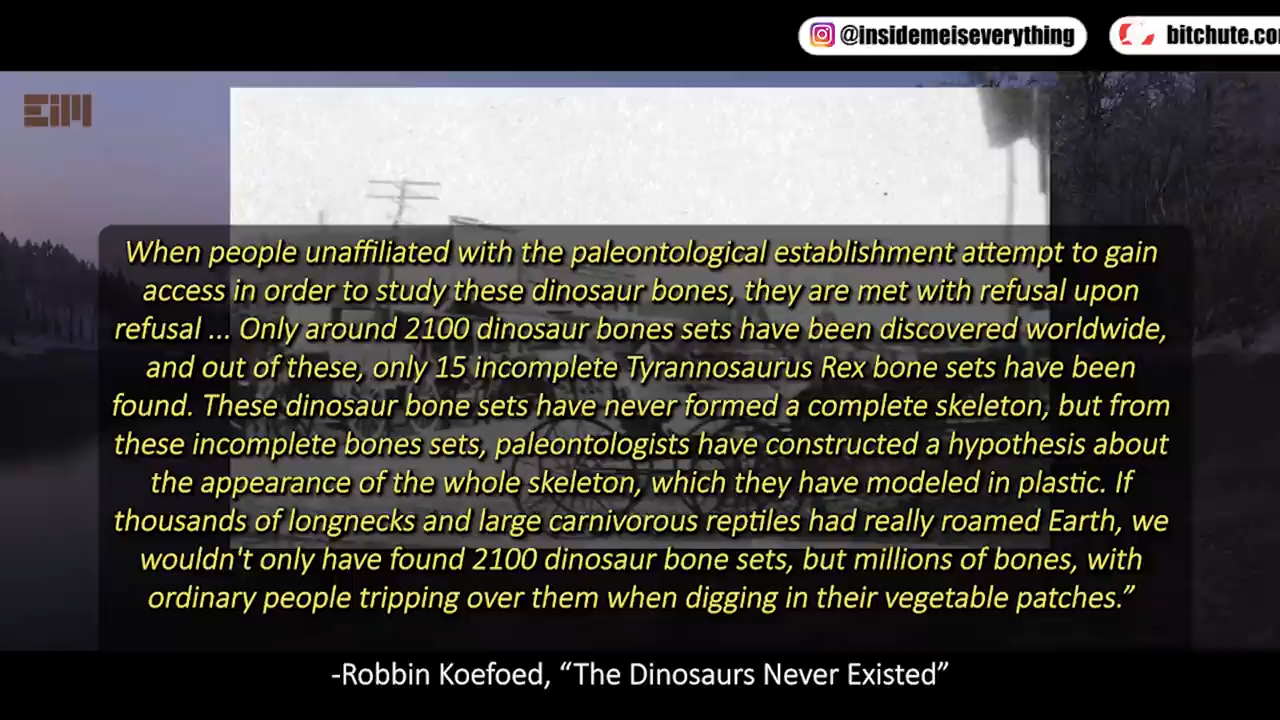 @insidemeiseverything
bitchute.co
EiM
When people unaffiliated with the paleontological establishment attempt to gain
access in order to study these dinosaur bones, they are met with refusal upon
refusal ... Only around 2100 dinosaur bones sets have been discovered worldwide,
and out of these, only 15 incomplete Tyrannosaurus Rex bone sets have been
found. These dinosaur bone sets have never formed a complete skeleton, but from
these incomplete bones sets, paleontologists have constructed a hypothesis about
the appearance of the whole skeleton, which they have modeled in plastic. If
thousands of longnecks and large carnivorous reptiles had really roamed Earth, we
wouldn't only have found 2100 dinosaur bone sets, but millions of bones, with
ordinary people tripping over them when digging in their vegetable patches.”
-Robbin Koefoed, “The Dinosaurs Never Existed”